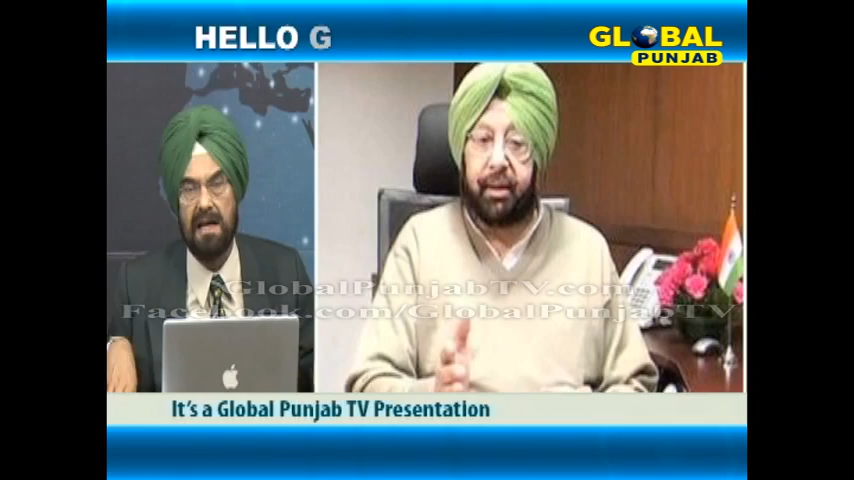 HELLO G
GLOBAL
PUNJAB
GlobalPunjabTV.com
Facebook.com/GlobalPunjabTV
It's a Global Punjab TV Presentation